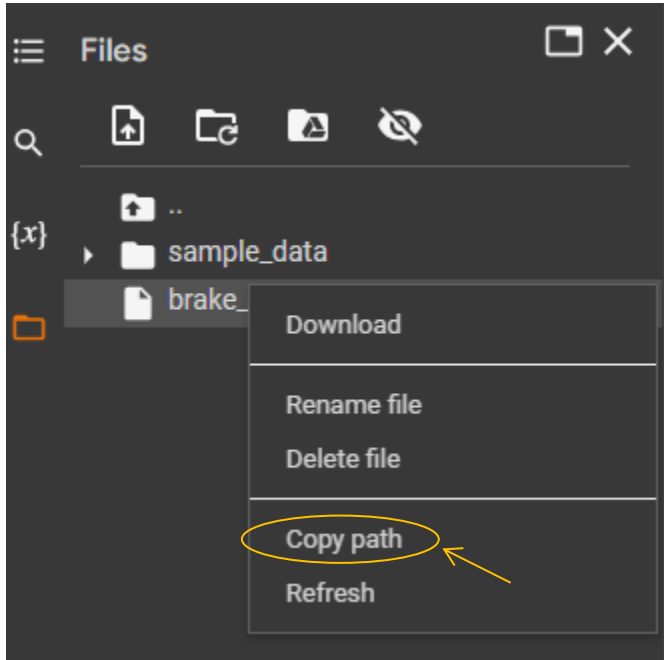 Files
{x}
..
sample_data
brake_
Download
Rename file
Delete file
Copy path
Refresh